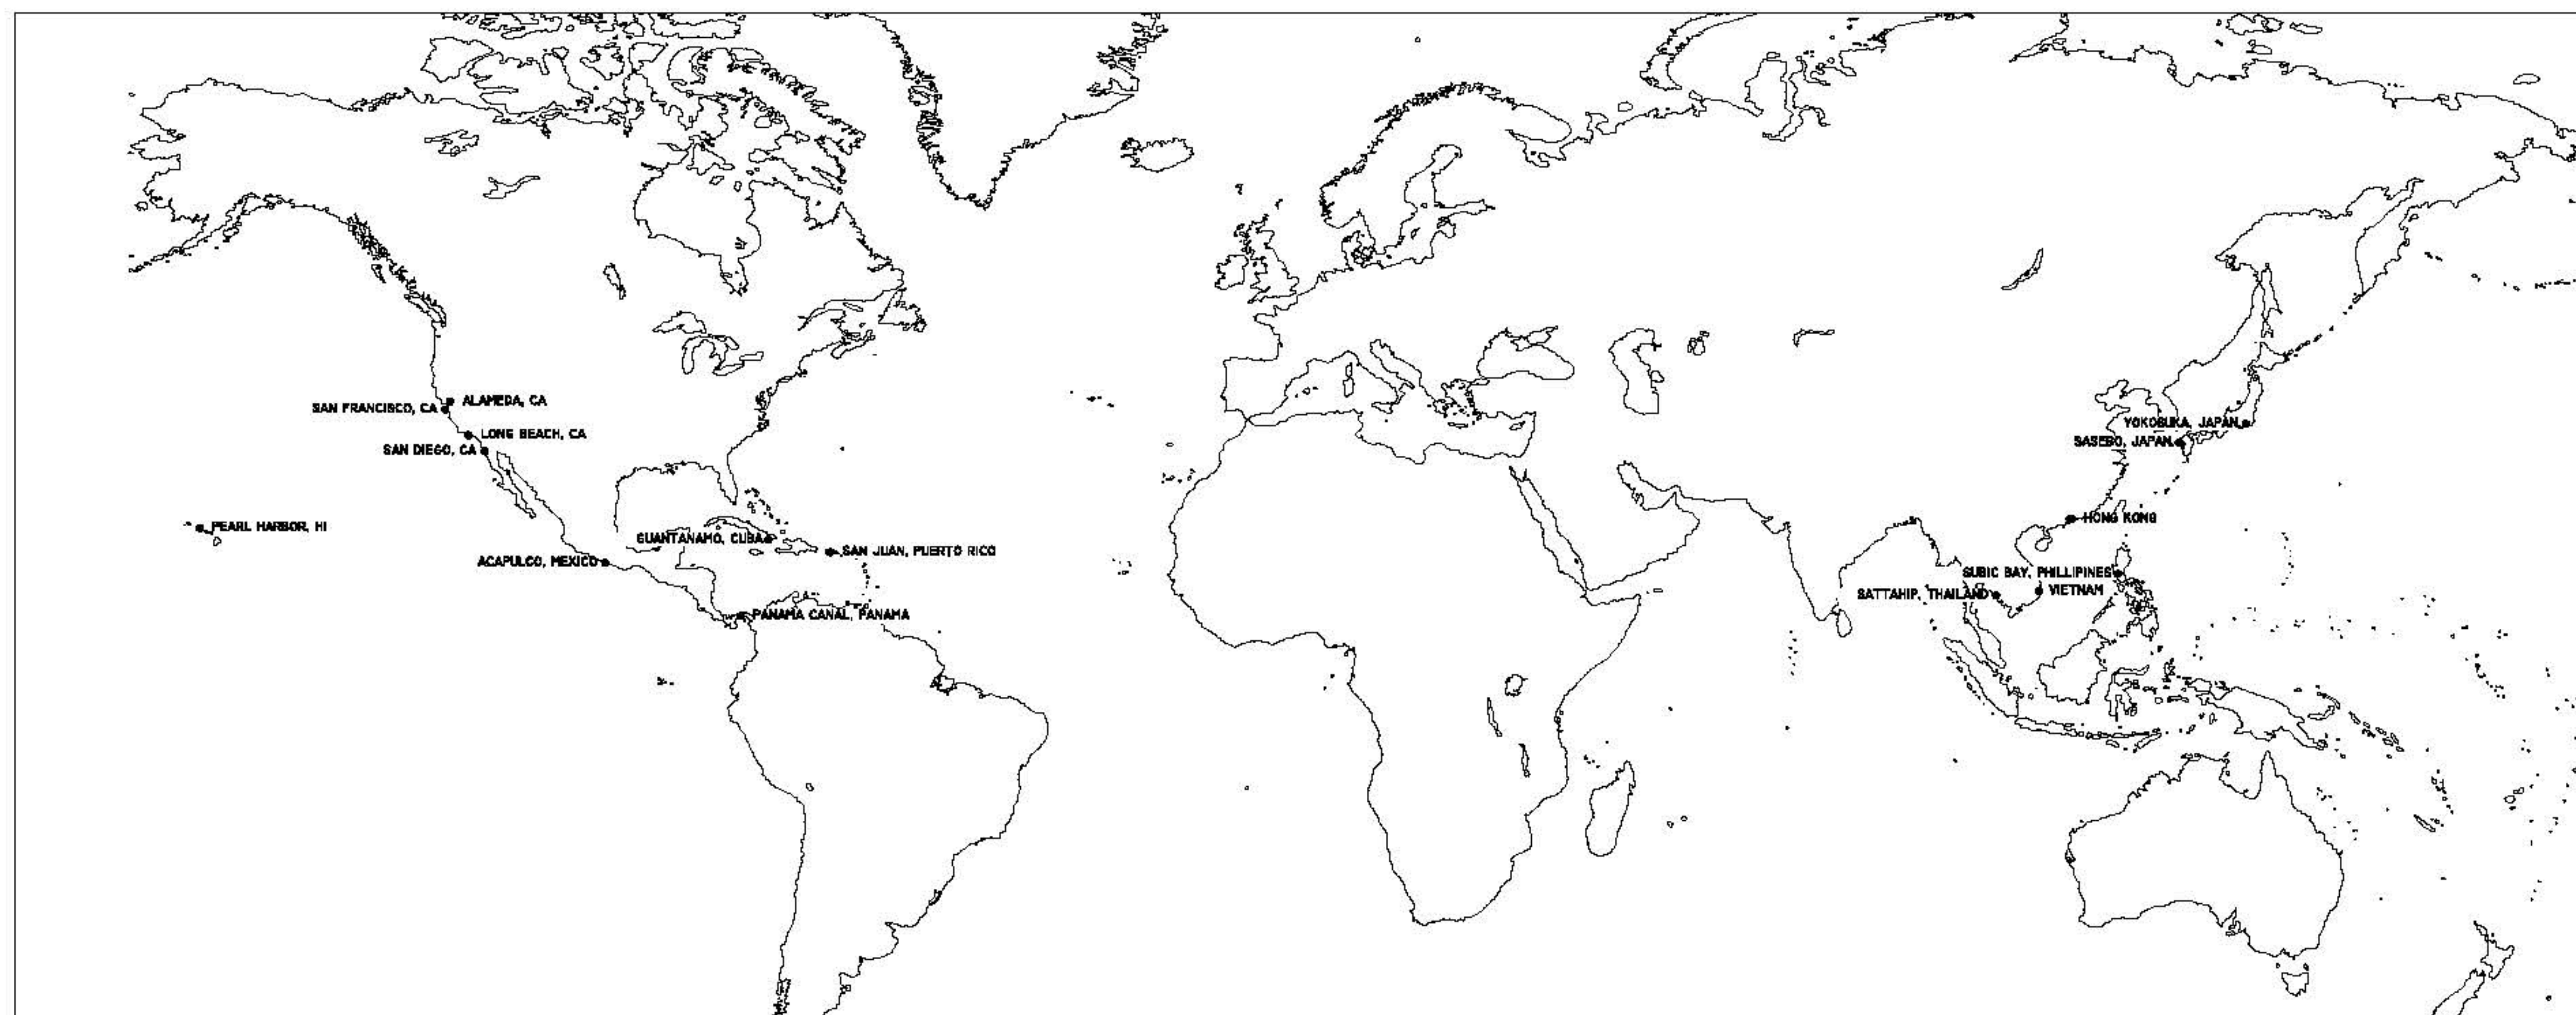 ALAMEDA, CA
SAN FRANCISCO, CA
YOKOSUKA, JAPAN
LONG BEACH, CA
SASEBO, JAPAN
SAN DIEGO, CA
HONG KONG
PEARL HARBOR, HI
GUANTANAMO, CUBA
SAN JUAN, PUERTO RICO
ACAPULCO, MEXICO
SUBIC BAY, PHILLIPINES
VIETNAM
SATTAHIP, THAILAND
PANAMA CANAL, PANAMA